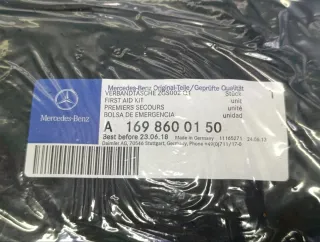 Mercedes-Benz Original-Teile/Geprüfte Qualität
VERBANDTASCHE
Stück 1
FIRST AID KIT unit
PREMIERS SECOURS unité
BOLSA DE EMERGENCIA unidad
Mercedes-Benz
A 169 860 01 50
Best before 23.06.18 Made in Germany
Daimler AG, 70546 Stuttgart, Germany, Phone